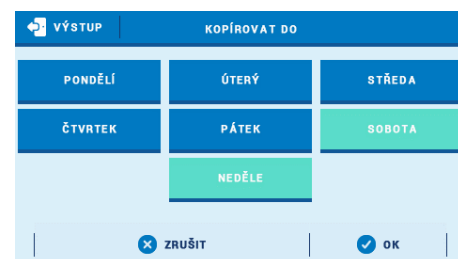 VÝSTUP KOPÍROVAT DO
PONDĚLÍ ÚTERÝ STŘEDA
ČTVRTEK PÁTEK SOBOTA
NEDĚLE
ZRUŠIT OK